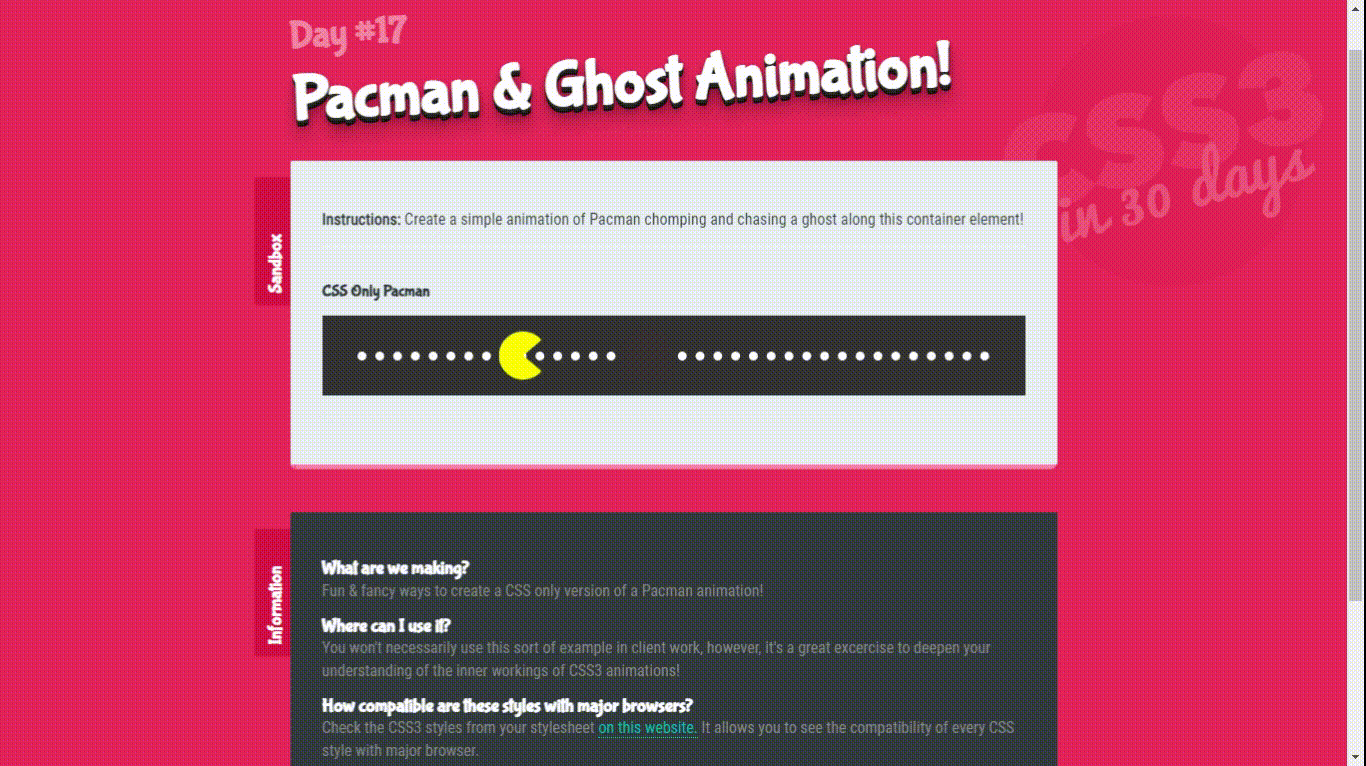 Day #17
Pacman & Ghost Animation!
CSS3
in 30 days
Sandbox
Instructions: Create a simple animation of Pacman chomping and chasing a ghost along this container element!
CSS Only Pacman
Information
What are we making?
Fun & fancy ways to create a CSS only version of a Pacman animation!
Where can I use it?
You won't necessarily use this sort of example in client work, however, it's a great excercise to deepen your
understanding of the inner workings of CSS3 animations!
How compatible are these styles with major browsers?
Check the CSS3 styles from your stylesheet on this website. It allows you to see the compatibility of every CSS
style with major browser.